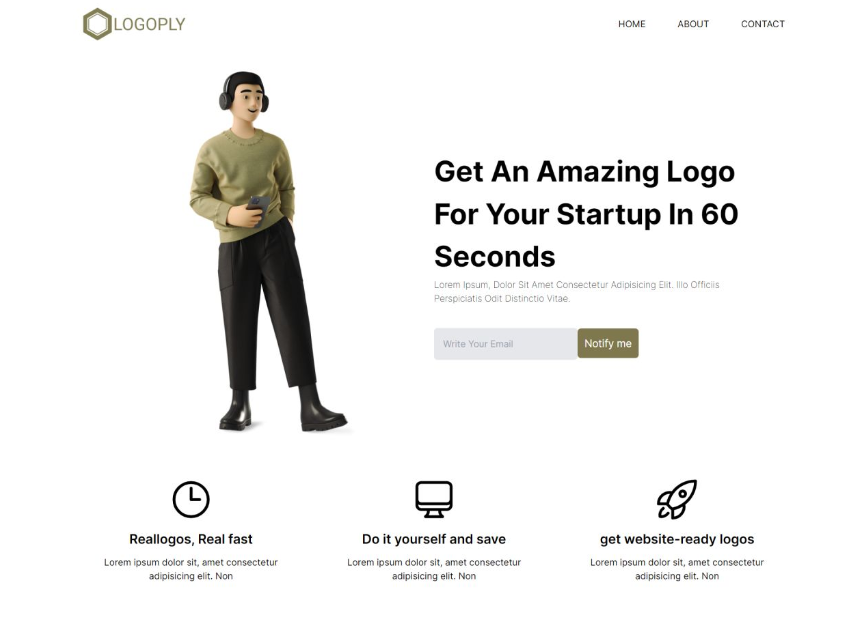 LOGOPLY
HOME
ABOUT
CONTACT
Get An Amazing Logo
For Your Startup In 60
Seconds
Lorem Ipsum, Dolor Sit Amet Consectetur Adipisicing Elit. Illo Officiis
Perspiciatis Odit Distinctio Vitae.
Write Your Email
Notify me
Reallogos, Real fast
Lorem ipsum dolor sit, amet consectetur
adipisicing elit. Non
Do it yourself and save
Lorem ipsum dolor sit, amet consectetur
adipisicing elit. Non
get website-ready logos
Lorem ipsum dolor sit, amet consectetur
adipisicing elit. Non